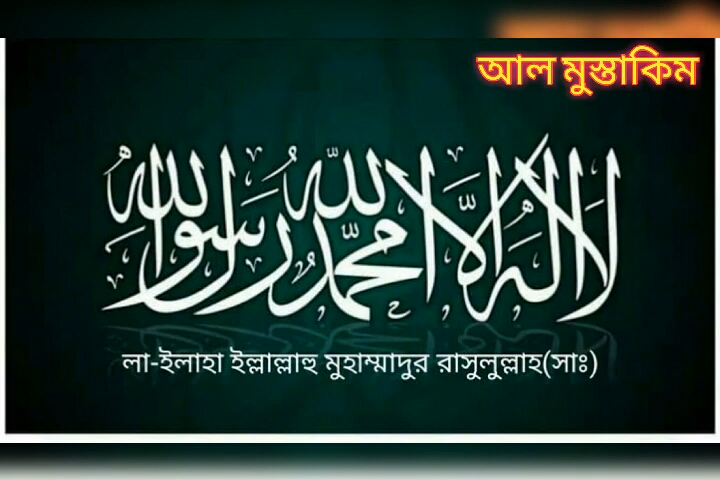 আল মুস্তাকিম
لا اله الا الله محمد رسول الله
লা-ইলাহা ইল্লাল্লাহু মুহাম্মাদুর রাসুলুল্লাহ(সাঃ)